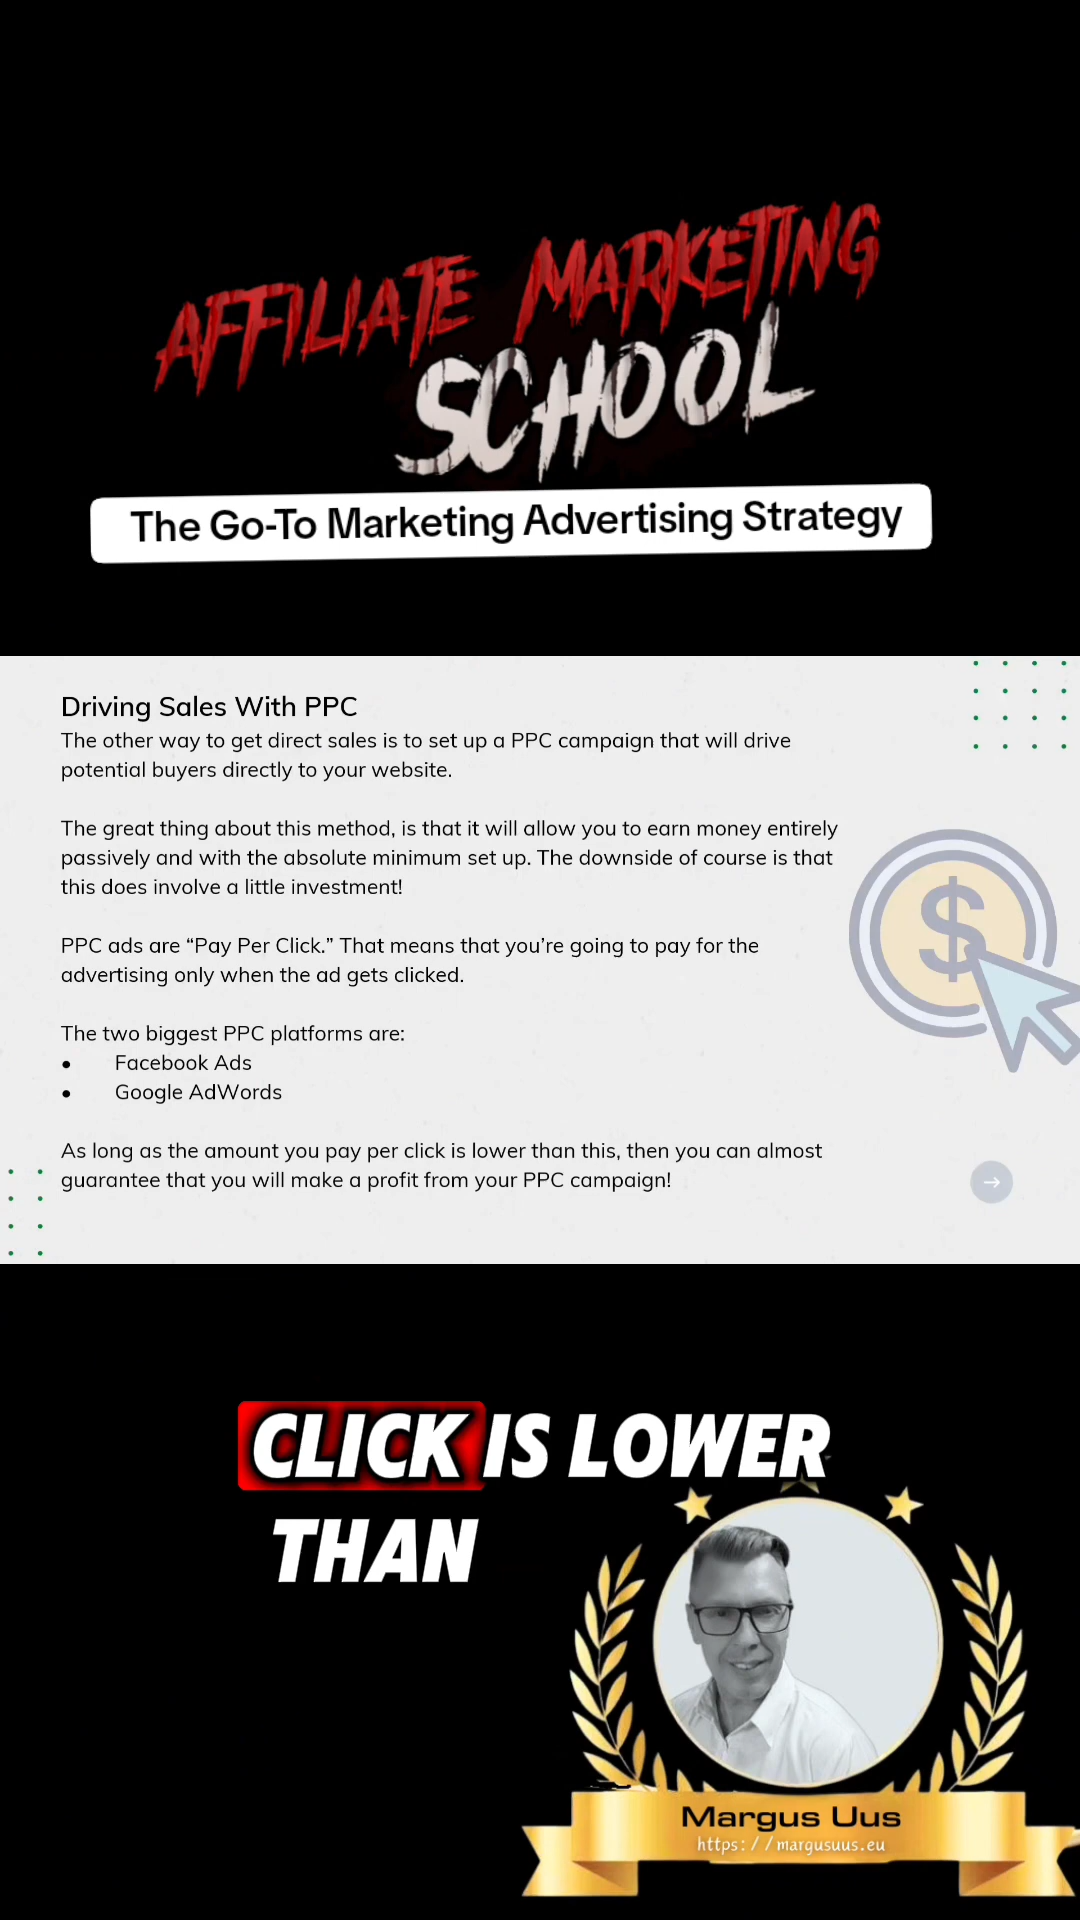 AFFILIATE MARKETING
SCHOOL
The Go-To Marketing Advertising Strategy
Driving Sales With PPC
The other way to get direct sales is to set up a PPC campaign that will drive
potential buyers directly to your website.
The great thing about this method, is that it will allow you to earn money entirely
passively and with the absolute minimum set up. The downside of course is that
this does involve a little investment!
PPC ads are “Pay Per Click.” That means that you’re going to pay for the
advertising only when the ad gets clicked.
The two biggest PPC platforms are:
• Facebook Ads
• Google AdWords
As long as the amount you pay per click is lower than this, then you can almost
guarantee that you will make a profit from your PPC campaign!
$
CLICK IS LOWER
THAN
Margus Uus
https://margusuus.eu